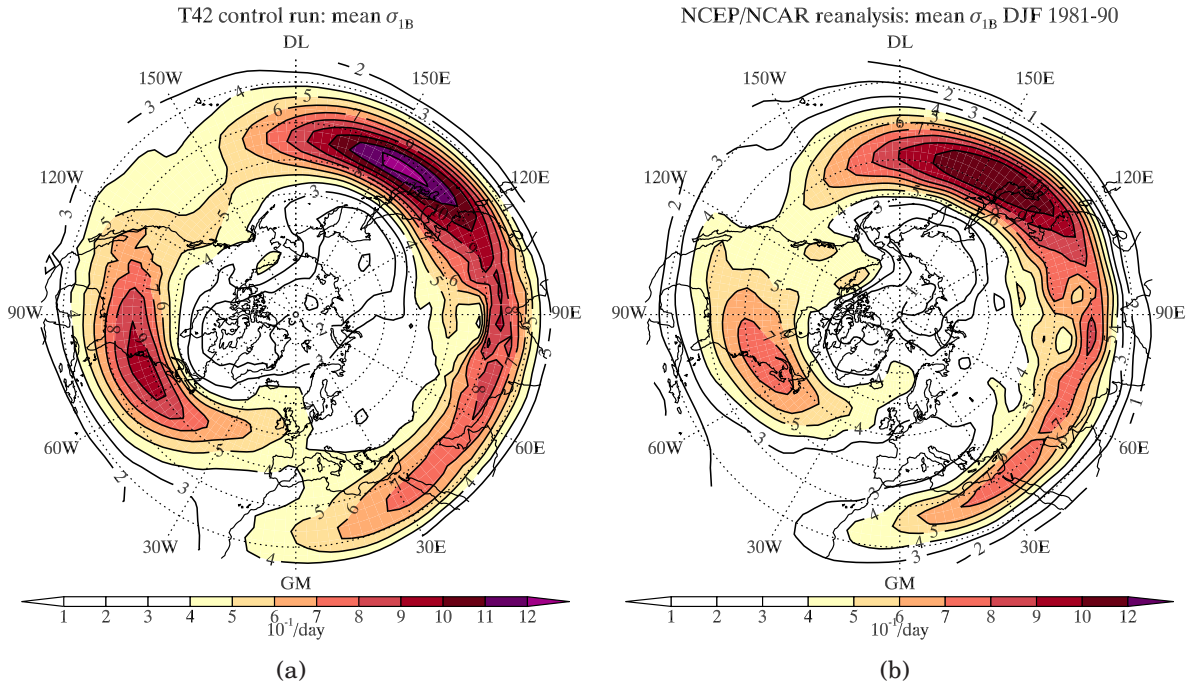 T42 control run: mean σ1B
DL
150W
150E
120W
120E
90W
90E
60W
60E
30W
30E
GM
1 2 3 4 5 6 7 8 9 10 11 12
10⁻¹/day
(a)
NCEP/NCAR reanalysis: mean σ1B DJF 1981-90
DL
150W
150E
120W
120E
90W
90E
60W
60E
30W
30E
GM
1 2 3 4 5 6 7 8 9 10 12
10⁻¹/day
(b)